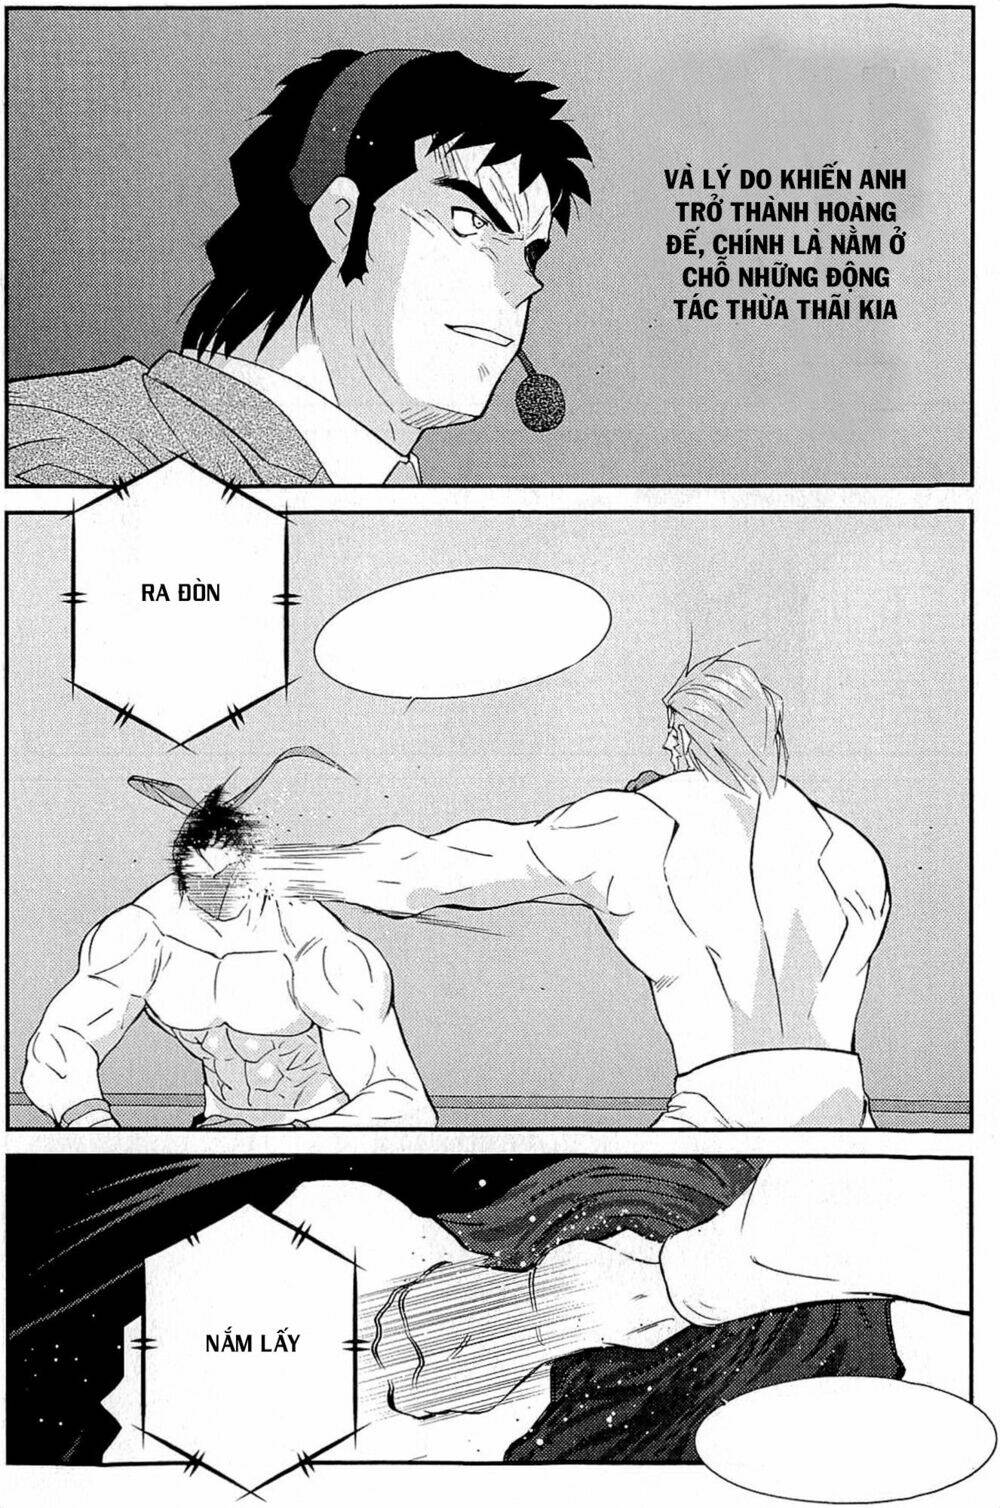 VÀ LÝ DO KHIẾN ANH
TRỞ THÀNH HOÀNG
ĐẾ, CHÍNH LÀ NẰM Ở
CHỖ NHỮNG ĐỘNG
TÁC THỪA THÃI KIA
RA ĐÒN
NẮM LẤY